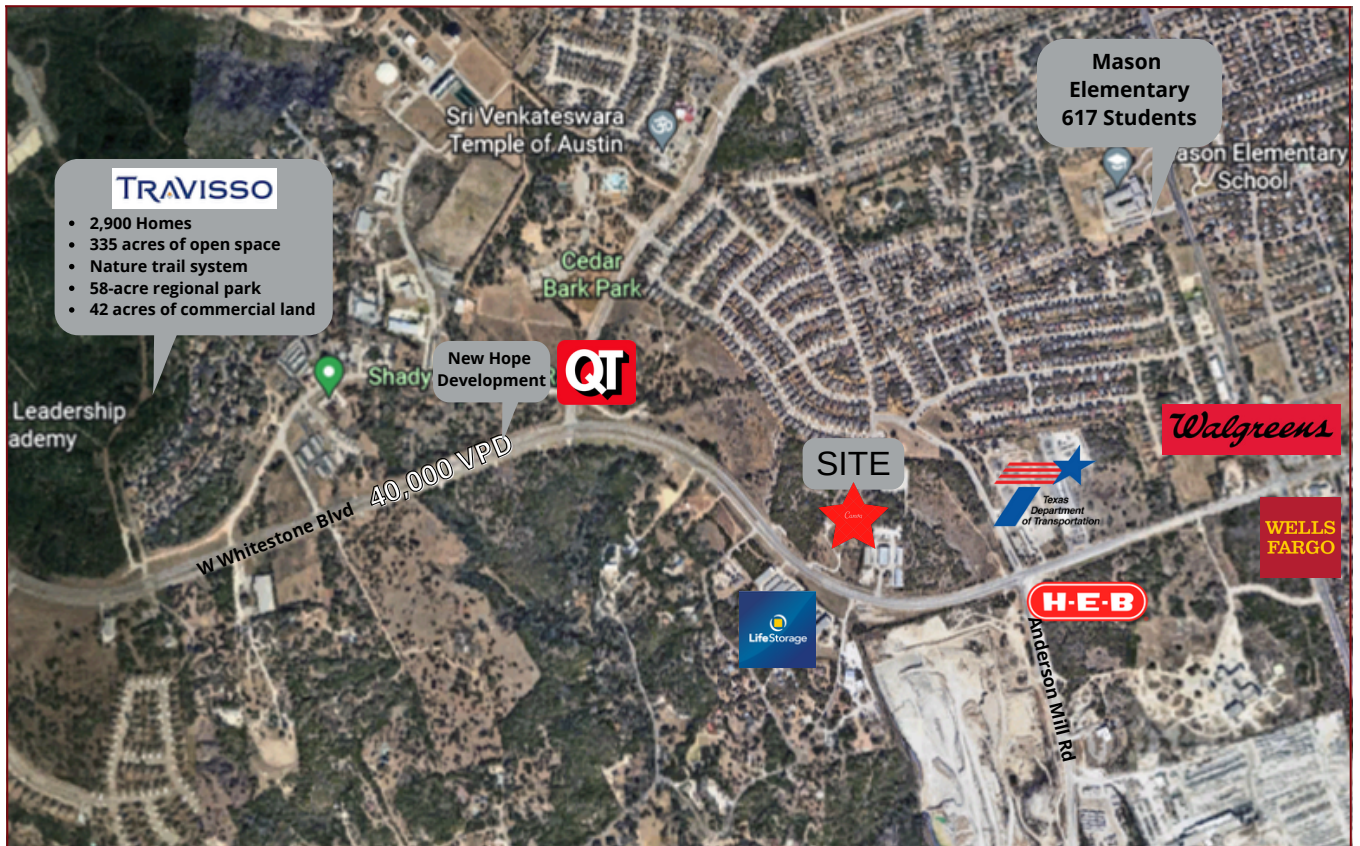 Mason
Elementary
617 Students
Sri Venkateswara
Temple of Austin
ason Elementary
School
TRAVISSO
• 2,900 Homes
• 335 acres of open space
• Nature trail system
• 58-acre regional park
• 42 acres of commercial land
Cedar
Bark Park
New Hope
Development
QT
Shady
R
Leadership
ademy
40,000 VPD
W Whitestone Blvd
Walgreens
SITE
Canva
Texas
Department
of Transportation
WELLS
FARGO
H-E-B
LifeStorage
Anderson Mill Rd